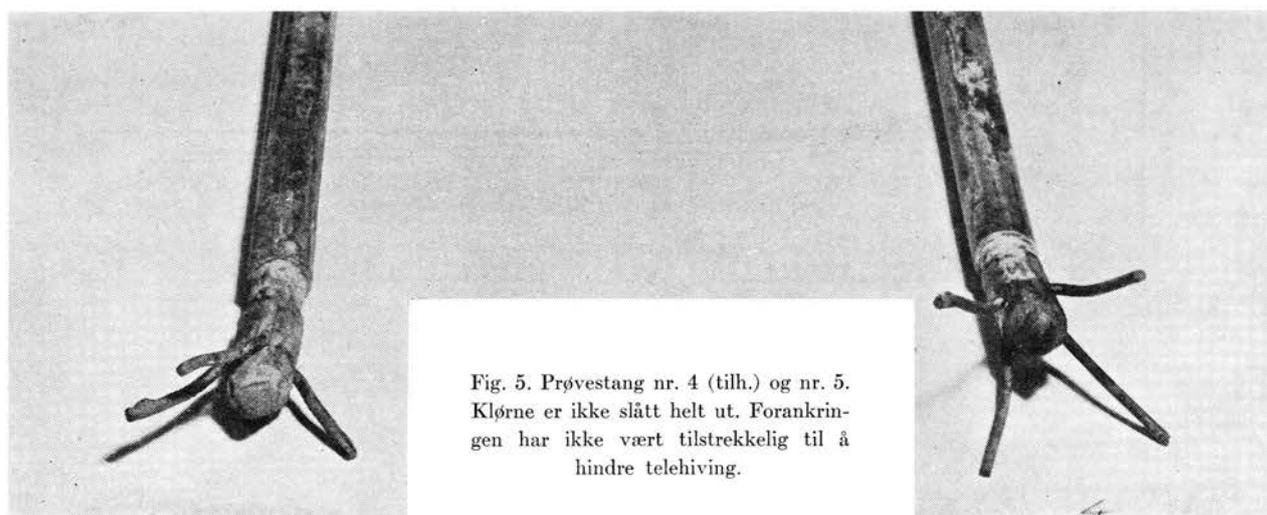 Fig. 5. Prøvestang nr. 4 (tilh.) og nr. 5.
Klørne er ikke slått helt ut. Forankrin-
gen har ikke vært tilstrekkelig til å
hindre telehiving.